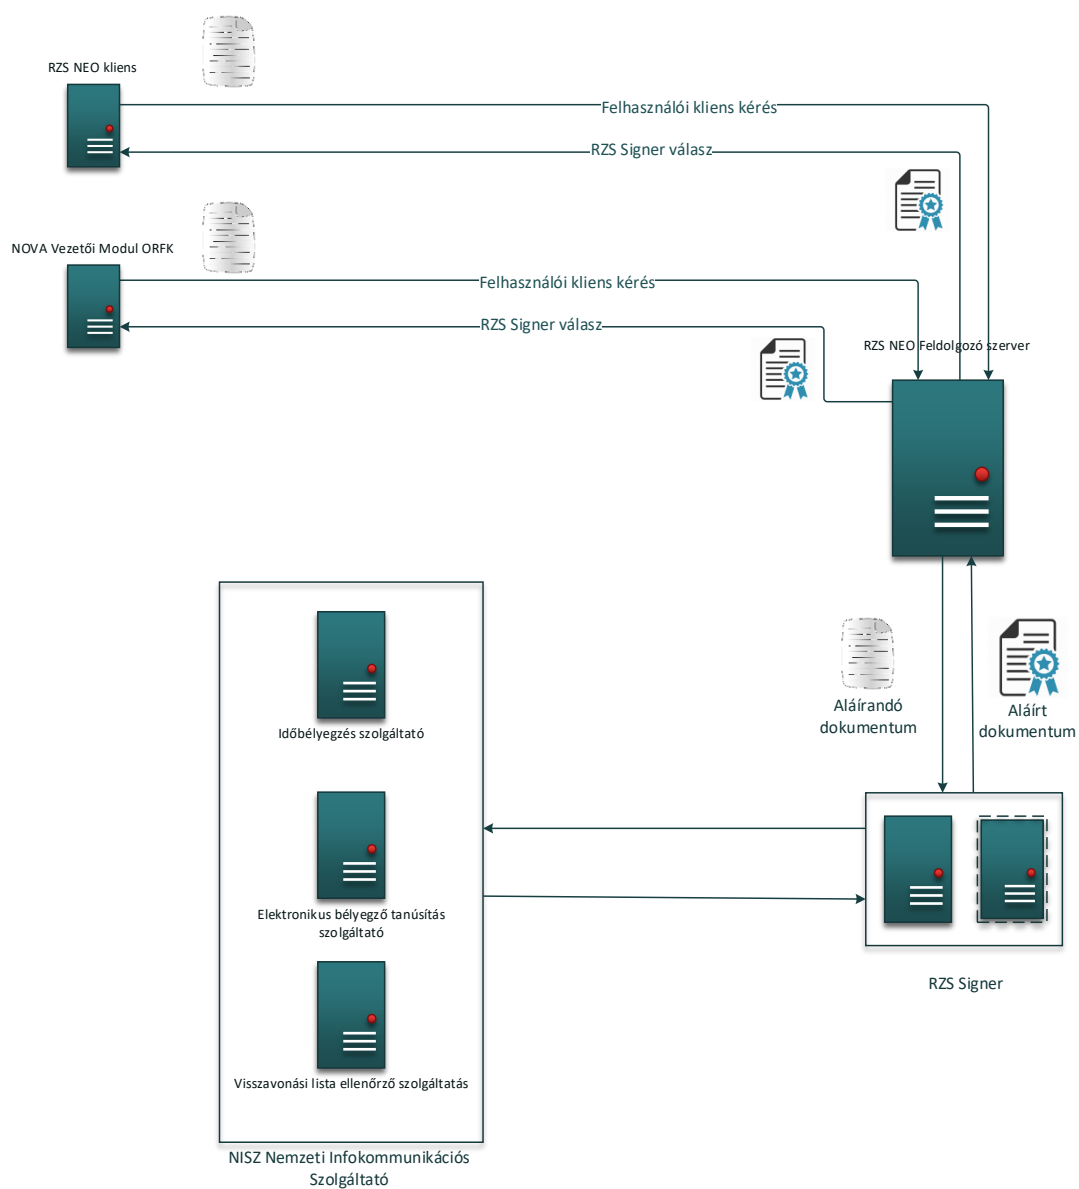 RZS NEO kliens
Felhasználói kliens kérés
RZS Signer válasz
NOVA Vezetői Modul ORFK
Felhasználói kliens kérés
RZS Signer válasz
RZS NEO Feldolgozó szerver
Aláírandó
dokumentum
Aláírt
dokumentum
Időbélyegzés szolgáltató
Elektronikus bélyegző tanúsítás
szolgáltató
RZS Signer
Visszavonási lista ellenőrző szolgáltatás
NISZ Nemzeti Infokommunikációs
Szolgáltató